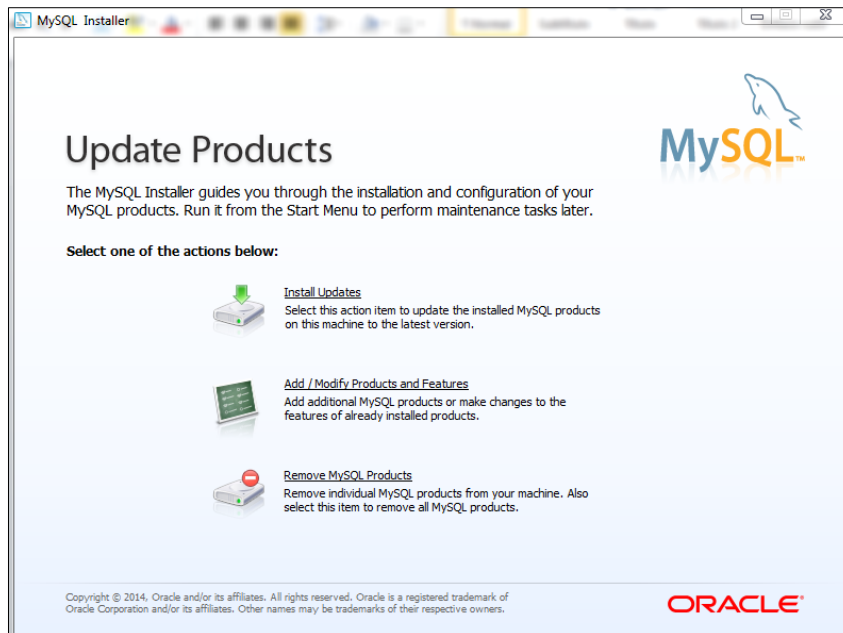 MySQL Installer
MySQL™
Update Products
The MySQL Installer guides you through the installation and configuration of your
MySQL products. Run it from the Start Menu to perform maintenance tasks later.
Select one of the actions below:
Install Updates
Select this action item to update the installed MySQL products
on this machine to the latest version.
Add / Modify Products and Features
Add additional MySQL products or make changes to the
features of already installed products.
Remove MySQL Products
Remove individual MySQL products from your machine. Also
select this item to remove all MySQL products.
Copyright © 2014, Oracle and/or its affiliates. All rights reserved. Oracle is a registered trademark of
Oracle Corporation and/or its affiliates. Other names may be trademarks of their respective owners.
ORACLE®